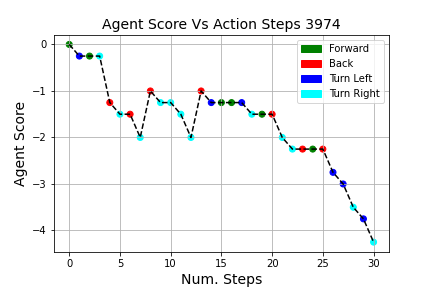 Agent Score Vs Action Steps 3974
Forward
Back
Turn Left
Turn Right
Agent Score
0
−1
−2
−3
−4
0 5 10 15 20 25 30
Num. Steps